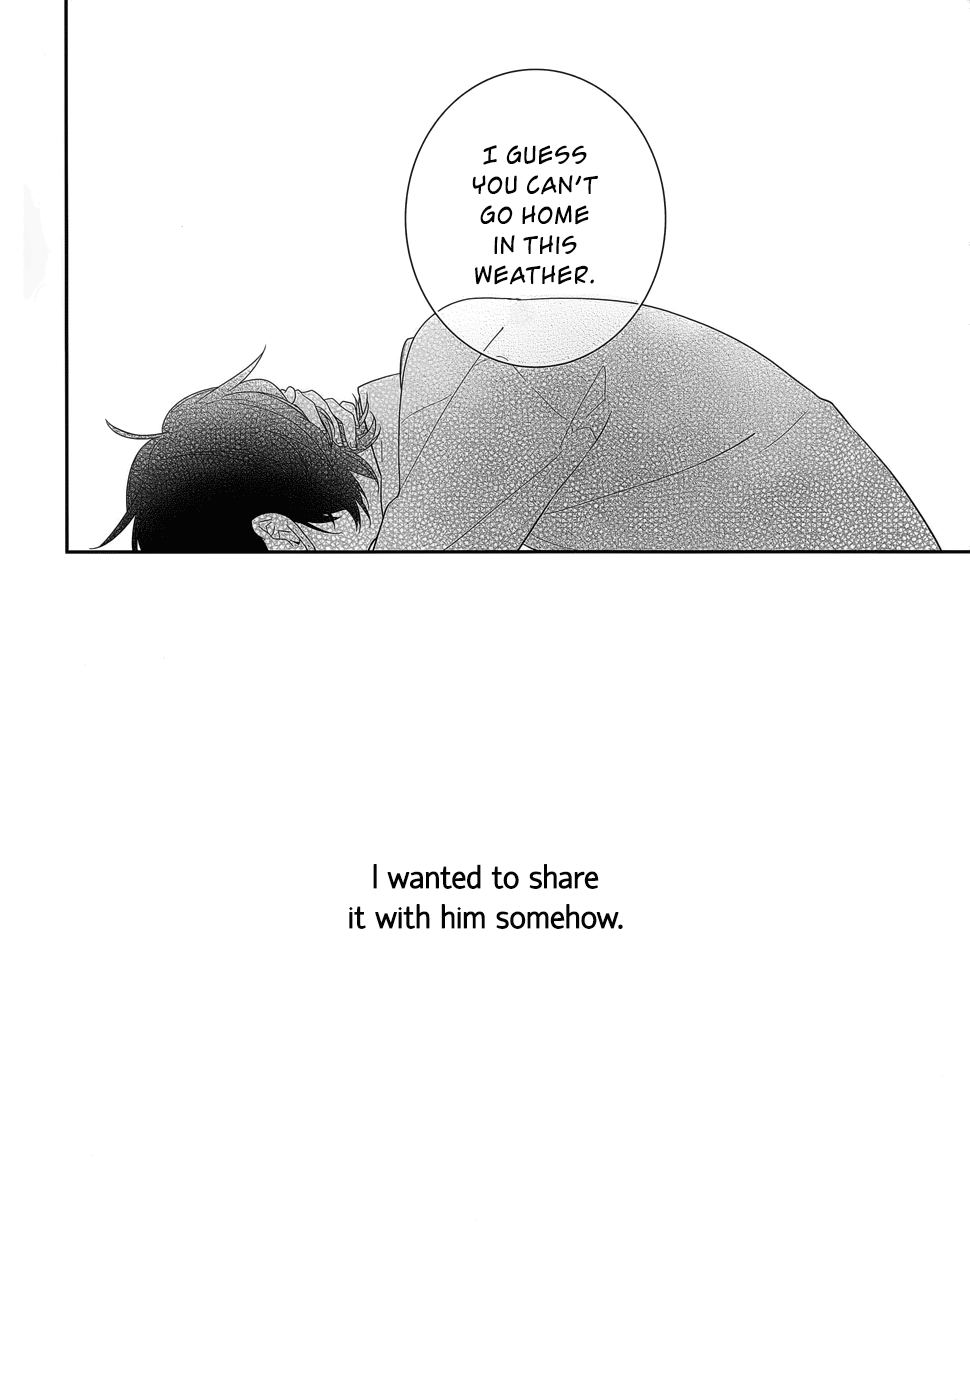 I GUESS
YOU CAN'T
GO HOME
IN THIS
WEATHER.
I wanted to share
it with him somehow.